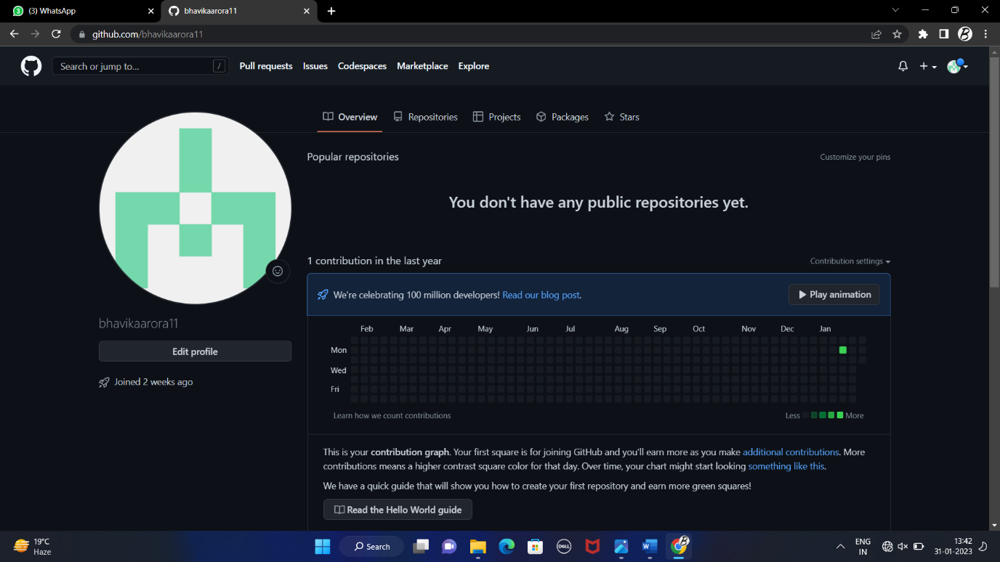 (3) WhatsApp
bhavikaarora11
github.com/bhavikaarora11
Search or jump to... /
Pull requests Issues Codespaces Marketplace Explore
Overview Repositories Projects Packages Stars
Popular repositories
Customize your pins
You don't have any public repositories yet.
1 contribution in the last year
Contribution settings
We're celebrating 100 million developers! Read our blog post.
Play animation
Feb Mar Apr May Jun Jul Aug Sep Oct Nov Dec Jan
Mon
Wed
Fri
Learn how we count contributions
Less More
bhavikaarora11
Edit profile
Joined 2 weeks ago
This is your contribution graph. Your first square is for joining GitHub and you'll earn more as you make additional contributions. More
contributions means a higher contrast square color for that day. Over time, your chart might start looking something like this.
We have a quick guide that will show you how to create your first repository and earn more green squares!
Read the Hello World guide
19°C
Haze
Search
DELL
ENG
IN
13:42
31-01-2023